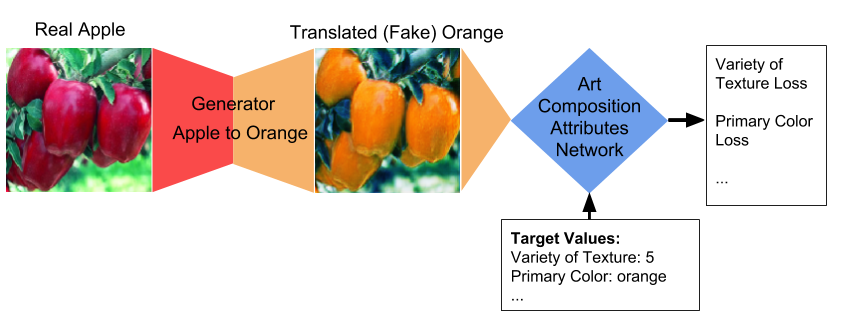 Real Apple
Translated (Fake) Orange
Generator
Apple to Orange
Art
Composition
Attributes
Network
Variety of
Texture Loss
Primary Color
Loss
...
Target Values:
Variety of Texture: 5
Primary Color: orange
...